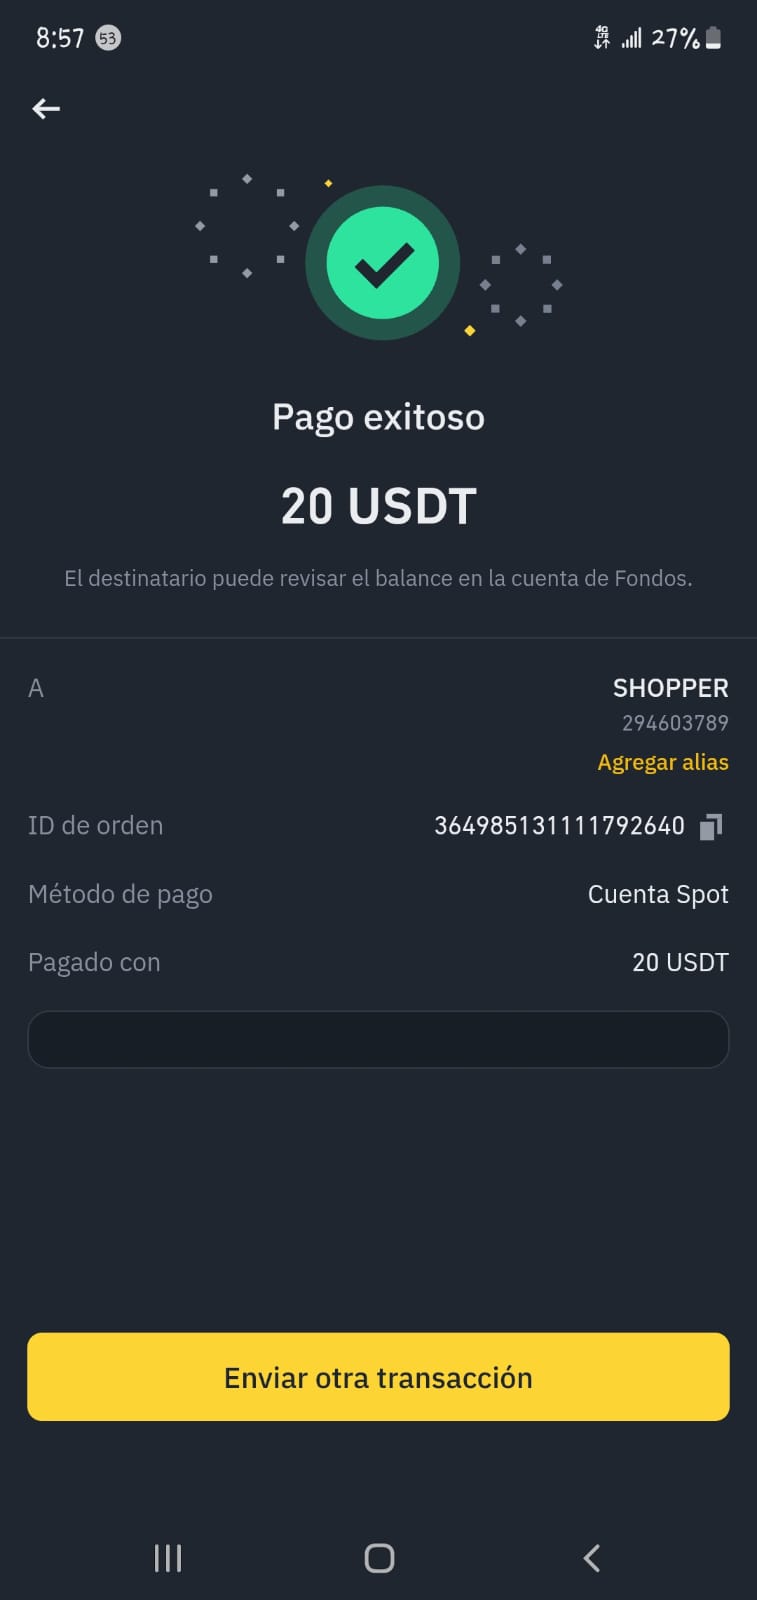 8:57 53 4G LTE 27%
Pago exitoso
20 USDT
El destinatario puede revisar el balance en la cuenta de Fondos.
A SHOPPER
294603789
Agregar alias
ID de orden 364985131111792640
Método de pago Cuenta Spot
Pagado con 20 USDT
Enviar otra transacción